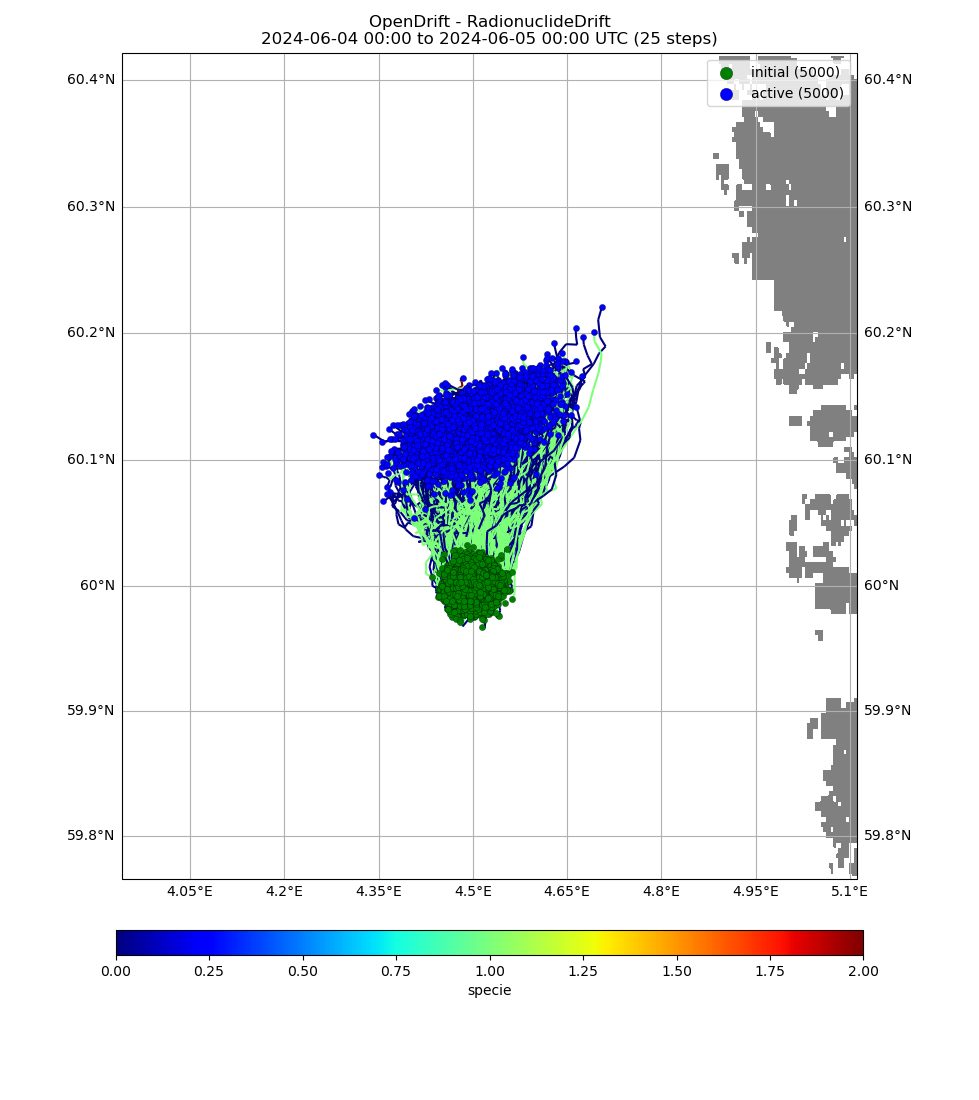 OpenDrift - RadionuclideDrift
2024-06-04 00:00 to 2024-06-05 00:00 UTC (25 steps)
initial (5000)
active (5000)
60.4°N 60.4°N
60.3°N 60.3°N
60.2°N 60.2°N
60.1°N 60.1°N
60°N 60°N
59.9°N 59.9°N
59.8°N 59.8°N
4.05°E 4.2°E 4.35°E 4.5°E 4.65°E 4.8°E 4.95°E 5.1°E
0.00 0.25 0.50 0.75 1.00 1.25 1.50 1.75 2.00
specie